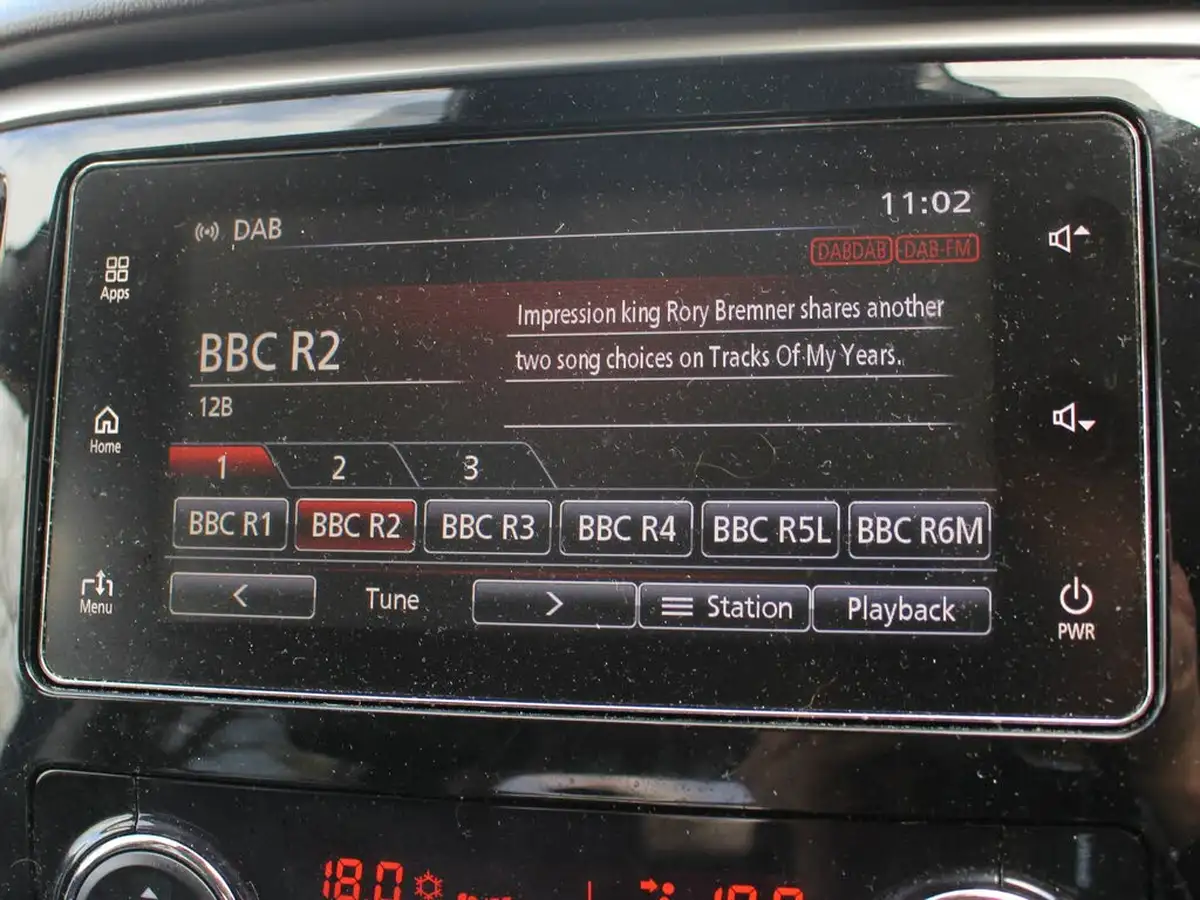 11:02
DAB
DABDAB DAB-FM
Apps
Impression king Rory Bremner shares another
BBC R2
two song choices on Tracks Of My Years.
12B
Home
1 2 3
BBC R1 BBC R2 BBC R3 BBC R4 BBC R5L BBC R6M
Menu
< Tune > Station Playback
PWR
18.0